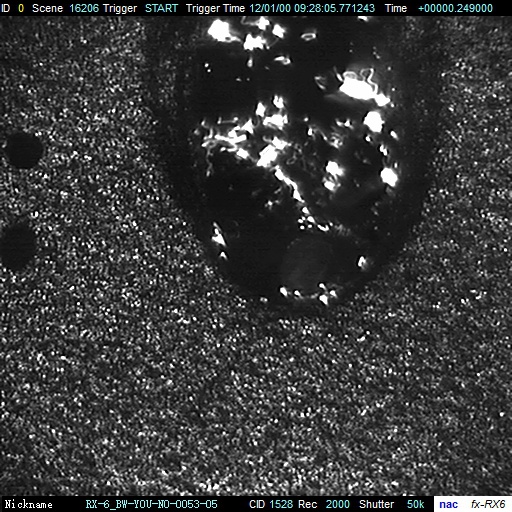 ID 0 Scene 16206 Trigger START Trigger Time 12/01/00 09:28:05.771243 Time +00000.249000
Nickname RX-6_BW-YOU-NO-0053-05 CID 1528 Rec 2000 Shutter 50k nac fx-RX6